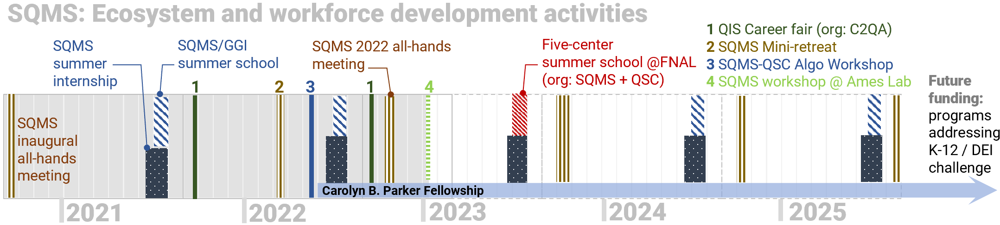 SQMS: Ecosystem and workforce development activities
SQMS
summer
internship
SQMS/GGI
summer school
SQMS 2022 all-hands
meeting
Five-center
summer school @FNAL
(org: SQMS + QSC)
1 QIS Career fair (org: C2QA)
2 SQMS Mini-retreat
3 SQMS-QSC Algo Workshop
4 SQMS workshop @ Ames Lab
Future
funding:
programs
addressing
K-12 / DEI
challenge
1
2
3
1
4
SQMS
inaugural
all-hands
meeting
Carolyn B. Parker Fellowship
2021
2022
2023
2024
2025